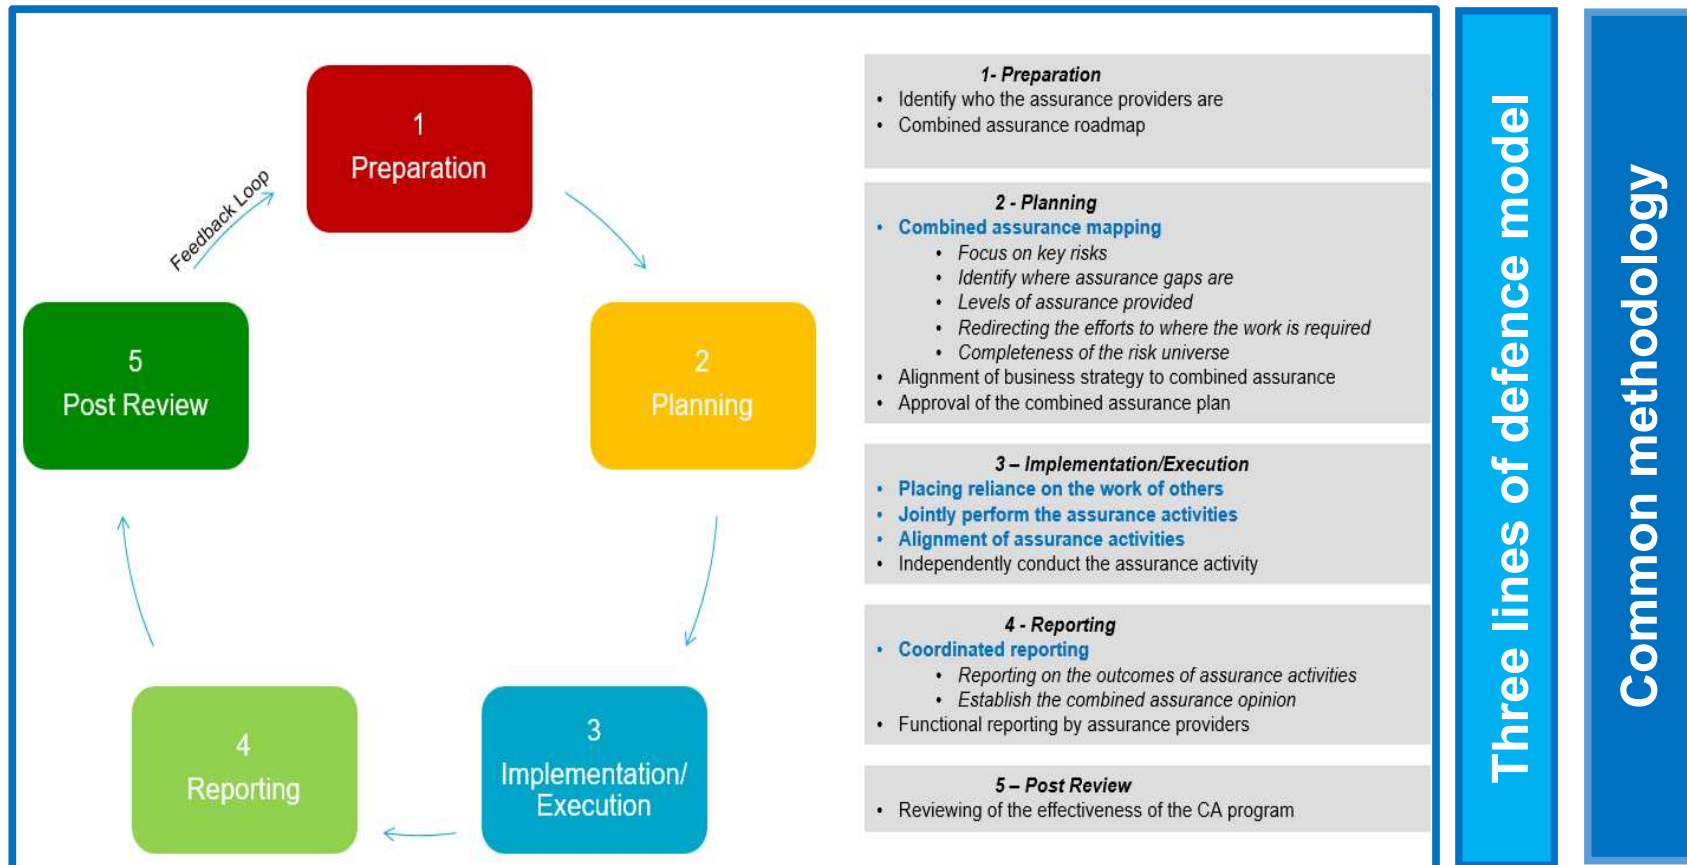 1
Preparation
Feedback Loop
5
Post Review
2
Planning
4
Reporting
3
Implementation/
Execution
1- Preparation
• Identify who the assurance providers are
• Combined assurance roadmap
2 - Planning
• Combined assurance mapping
• Focus on key risks
• Identify where assurance gaps are
• Levels of assurance provided
• Redirecting the efforts to where the work is required
• Completeness of the risk universe
• Alignment of business strategy to combined assurance
• Approval of the combined assurance plan
3 – Implementation/Execution
• Placing reliance on the work of others
• Jointly perform the assurance activities
• Alignment of assurance activities
• Independently conduct the assurance activity
4 - Reporting
• Coordinated reporting
• Reporting on the outcomes of assurance activities
• Establish the combined assurance opinion
• Functional reporting by assurance providers
5 – Post Review
• Reviewing of the effectiveness of the CA program
Three lines of defence model
Common methodology